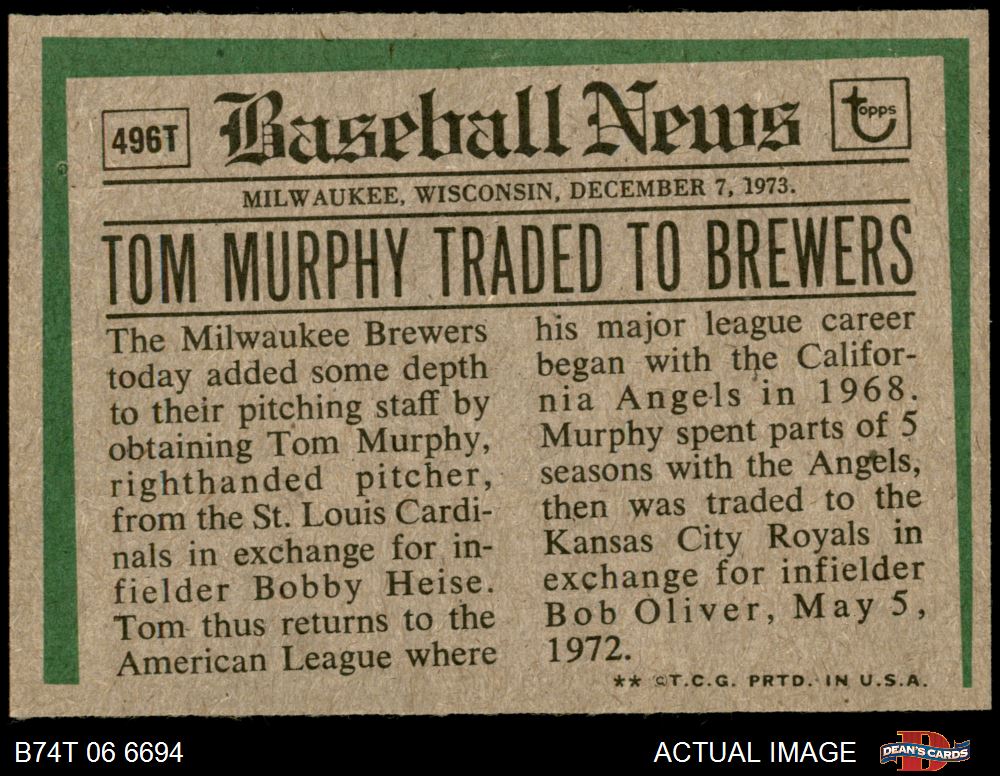 496T
Baseball News
topps
MILWAUKEE, WISCONSIN, DECEMBER 7, 1973.
TOM MURPHY TRADED TO BREWERS
The Milwaukee Brewers
today added some depth
to their pitching staff by
obtaining Tom Murphy,
righthanded pitcher,
from the St. Louis Cardi-
nals in exchange for in-
fielder Bobby Heise.
Tom thus returns to the
American League where
his major league career
began with the Califor-
nia Angels in 1968.
Murphy spent parts of 5
seasons with the Angels,
then was traded to the
Kansas City Royals in
exchange for infielder
Bob Oliver, May 5,
1972.
** ©T.C.G. PRTD. IN U.S.A.
B74T 06 6694
ACTUAL IMAGE
DEAN'S CARDS